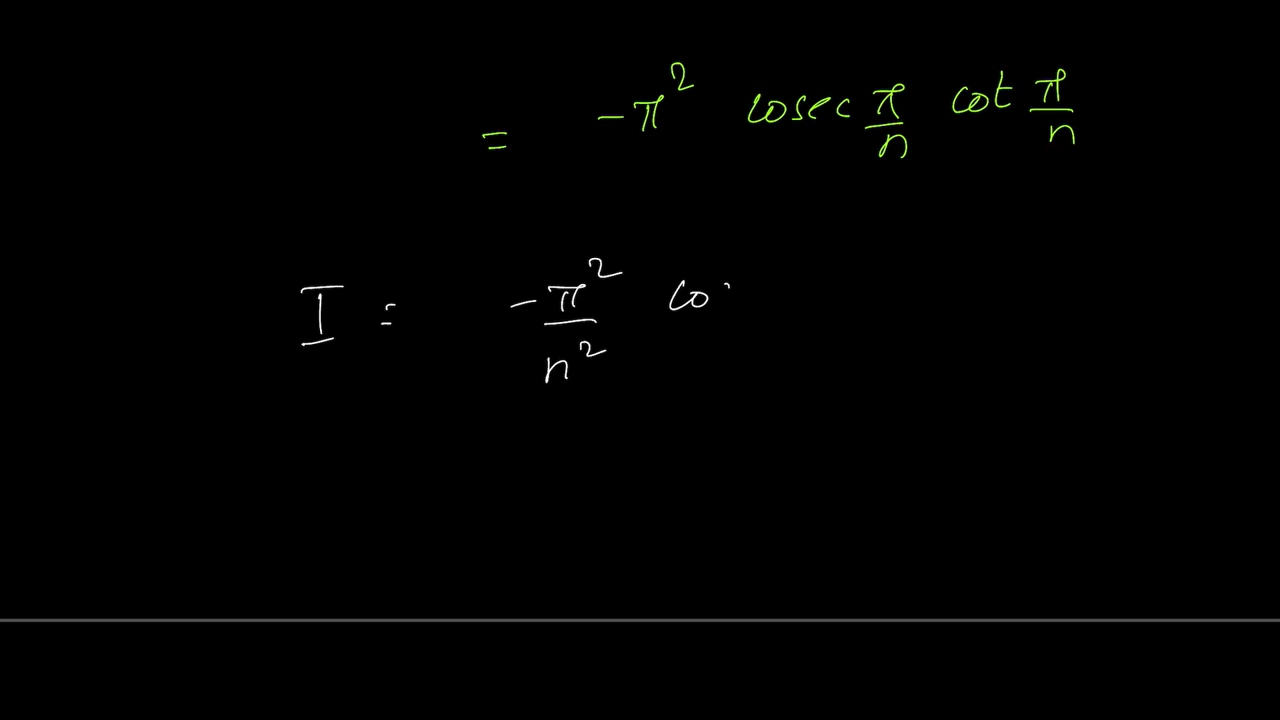 = -π² cosec π/n cot π/n
I = -π²/n² co